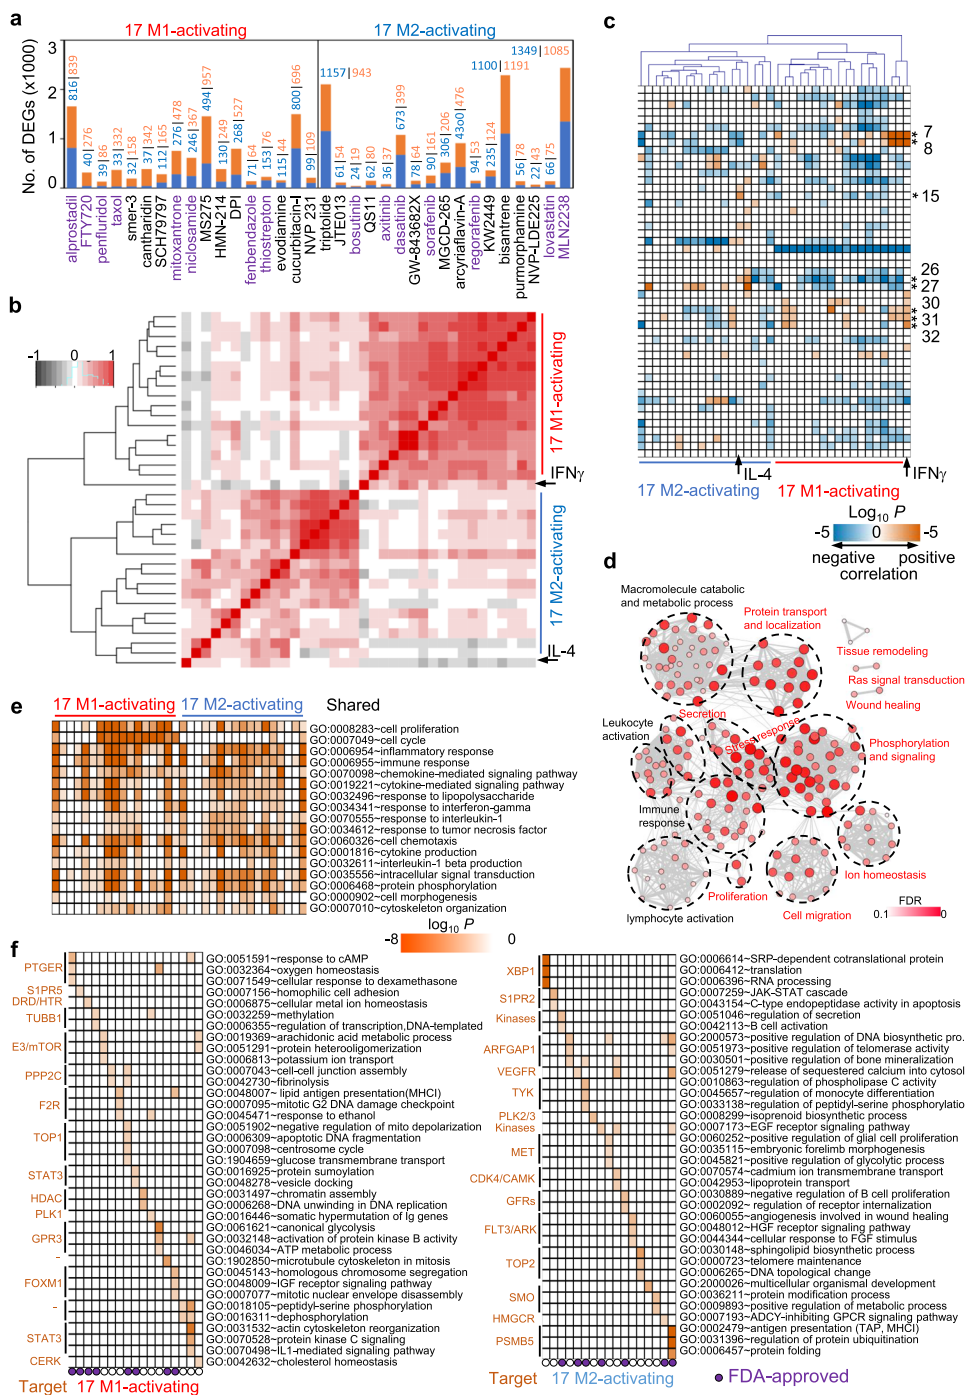 a
17 M1-activating
17 M2-activating
No. of DEGs (x1000)
3
2
1
0
816|839
40|276
39|86
33|332
32|158
37|342
112|165
276|478
246|367
494|957
130|249
268|527
71|64
153|76
115|44
800|696
99|109
1157|943
61|54
24|19
62|80
36|37
673|399
78|64
90|161
306|206
4300|476
94|53
235|124
1100|1191
56|78
22|43
66|75
1349|1085
alprostadil
FTY720
penfluridol
taxol
smer-3
cantharidin
SCH79797
mitoxantrone
niclosamide
MS275
HMN-214
DPI
fenbendazole
thiostrepton
evodiamine
cucurbitacin-I
NVP 231
triptolide
JTE013
bosutinib
QS11
axitinib
dasatinib
GW-843682X
sorafenib
MGCD-265
arcyriaflavin-A
regorafenib
KW2449
bisantrene
purmorphamine
NVP-LDE225
lovastatin
MLN2238
b
-1
0
1
17 M1-activating
IFNγ
17 M2-activating
IL-4
c
7
*
*
8
*
15
26
*
*
27
30
*
*
31
*
32
IL-4
IFNγ
17 M2-activating
17 M1-activating
Log10 P
-5
0
-5
negative
positive
correlation
d
Macromolecule catabolic
and metabolic process
Protein transport
and localization
Tissue remodeling
Ras signal transduction
Wound healing
Secretion
Leukocyte
activation
Stress response
Phosphorylation
and signaling
Immune
response
Ion homeostasis
Proliferation
lymphocyte activation
Cell migration
FDR
0.1
0
e
17 M1-activating
17 M2-activating
Shared
GO:0008283~cell proliferation
GO:0007049~cell cycle
GO:0006954~inflammatory response
GO:0006955~immune response
GO:0070098~chemokine-mediated signaling pathway
GO:0019221~cytokine-mediated signaling pathway
GO:0032496~response to lipopolysaccharide
GO:0034341~response to interferon-gamma
GO:0070555~response to interleukin-1
GO:0034612~response to tumor necrosis factor
GO:0060326~cell chemotaxis
GO:0001816~cytokine production
GO:0032611~interleukin-1 beta production
GO:0035556~intracellular signal transduction
GO:0006468~protein phosphorylation
GO:0000902~cell morphogenesis
GO:0007010~cytoskeleton organization
log10 P
-8
0
f
PTGER
S1PR5
DRD/HTR
TUBB1
E3/mTOR
PPP2C
F2R
TOP1
STAT3
HDAC
PLK1
GPR3
-
FOXM1
-
STAT3
CERK
GO:0051591~response to cAMP
GO:0032364~oxygen homeostasis
GO:0071549~cellular response to dexamethasone
GO:0007156~homophilic cell adhesion
GO:0006875~cellular metal ion homeostasis
GO:0032259~methylation
GO:0006355~regulation of transcription,DNA-templated
GO:0019369~arachidonic acid metabolic process
GO:0051291~protein heterooligomerization
GO:0006813~potassium ion transport
GO:0007043~cell-cell junction assembly
GO:0042730~fibrinolysis
GO:0048007~lipid antigen presentation(MHCI)
GO:0007095~mitotic G2 DNA damage checkpoint
GO:0045471~response to ethanol
GO:0051902~negative regulation of mito depolarization
GO:0006309~apoptotic DNA fragmentation
GO:0007098~centrosome cycle
GO:1904659~glucose transmembrane transport
GO:0016925~protein sumoylation
GO:0048278~vesicle docking
GO:0031497~chromatin assembly
GO:0006268~DNA unwinding in DNA replication
GO:0016446~somatic hypermutation of Ig genes
GO:0061621~canonical glycolysis
GO:0032148~activation of protein kinase B activity
GO:0046034~ATP metabolic process
GO:1902850~microtubule cytoskeleton in mitosis
GO:0045143~homologous chromosome segregation
GO:0048009~IGF receptor signaling pathway
GO:0007077~mitotic nuclear envelope disassembly
GO:0018105~peptidyl-serine phosphorylation
GO:0016311~dephosphorylation
GO:0031532~actin cytoskeleton reorganization
GO:0070528~protein kinase C signaling
GO:0070498~IL1-mediated signaling pathway
GO:0042632~cholesterol homeostasis
Target
17 M1-activating
XBP1
S1PR2
Kinases
ARFGAP1
VEGFR
TYK
PLK2/3
Kinases
MET
CDK4/CAMK
GFRs
FLT3/ARK
TOP2
SMO
HMGCR
PSMB5
GO:0006614~SRP-dependent cotranslational protein
GO:0006412~translation
GO:0006396~RNA processing
GO:0007259~JAK-STAT cascade
GO:0043154~C-type endopeptidase activity in apoptosis
GO:0051046~regulation of secretion
GO:0042113~B cell activation
GO:2000573~positive regulation of DNA biosynthetic pro.
GO:0051973~positive regulation of telomerase activity
GO:0030501~positive regulation of bone mineralization
GO:0051279~release of sequestered calcium into cytosol
GO:0010863~regulation of phospholipase C activity
GO:0045657~regulation of monocyte differentiation
GO:0033138~regulation of peptidyl-serine phosphorylatio
GO:0008299~isoprenoid biosynthetic process
GO:0007173~EGF receptor signaling pathway
GO:0060252~positive regulation of glial cell proliferation
GO:0035115~embryonic forelimb morphogenesis
GO:0045821~positive regulation of glycolytic process
GO:0070574~cadmium ion transmembrane transport
GO:0042953~lipoprotein transport
GO:0030889~negative regulation of B cell proliferation
GO:0002092~regulation of receptor internalization
GO:0060055~angiogenesis involved in wound healing
GO:0048012~HGF receptor signaling pathway
GO:0044344~cellular response to FGF stimulus
GO:0030148~sphingolipid biosynthetic process
GO:0000723~telomere maintenance
GO:0006265~DNA topological change
GO:2000026~multicellular organismal development
GO:0036211~protein modification process
GO:0009893~positive regulation of metabolic process
GO:0007193~ADCY-inhibiting GPCR signaling pathway
GO:0002479~antigen presentation (TAP, MHCI)
GO:0031396~regulation of protein ubiquitination
GO:0006457~protein folding
Target
17 M2-activating
FDA-approved